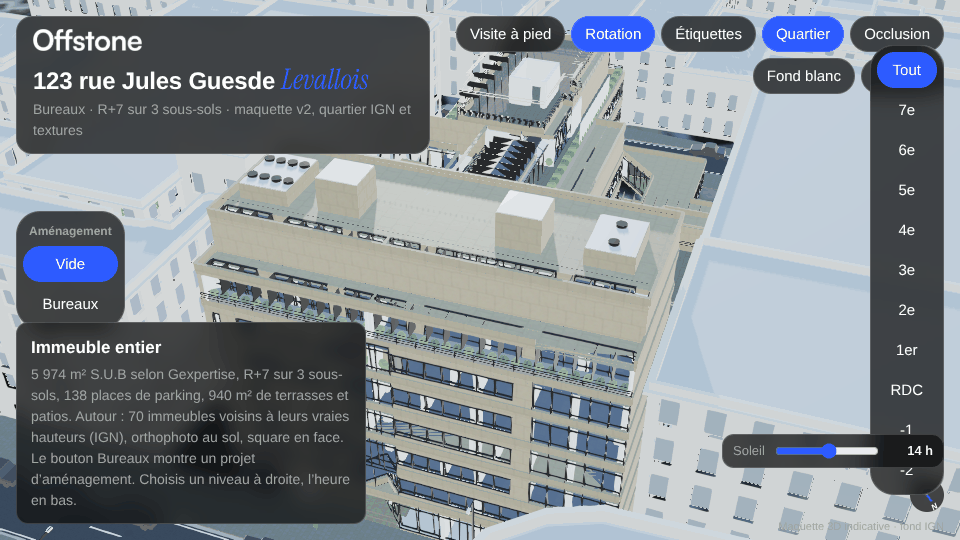 Offstone
123 rue Jules Guesde Levallois
Bureaux · R+7 sur 3 sous-sols · maquette v2, quartier IGN et
textures
Visite à pied
Rotation
Étiquettes
Quartier
Occlusion
Fond blanc
Tout
7e
6e
5e
4e
3e
2e
1er
RDC
-1
-2
Aménagement
Vide
Bureaux
Immeuble entier
5 974 m² S.U.B selon Gexpertise, R+7 sur 3 sous-
sols, 138 places de parking, 940 m² de terrasses et
patios. Autour : 70 immeubles voisins à leurs vraies
hauteurs (IGN), orthophoto au sol, square en face.
Le bouton Bureaux montre un projet
d'aménagement. Choisis un niveau à droite, l'heure
en bas.
Soleil
14 h
N
Maquette 3D indicative · fond IGN